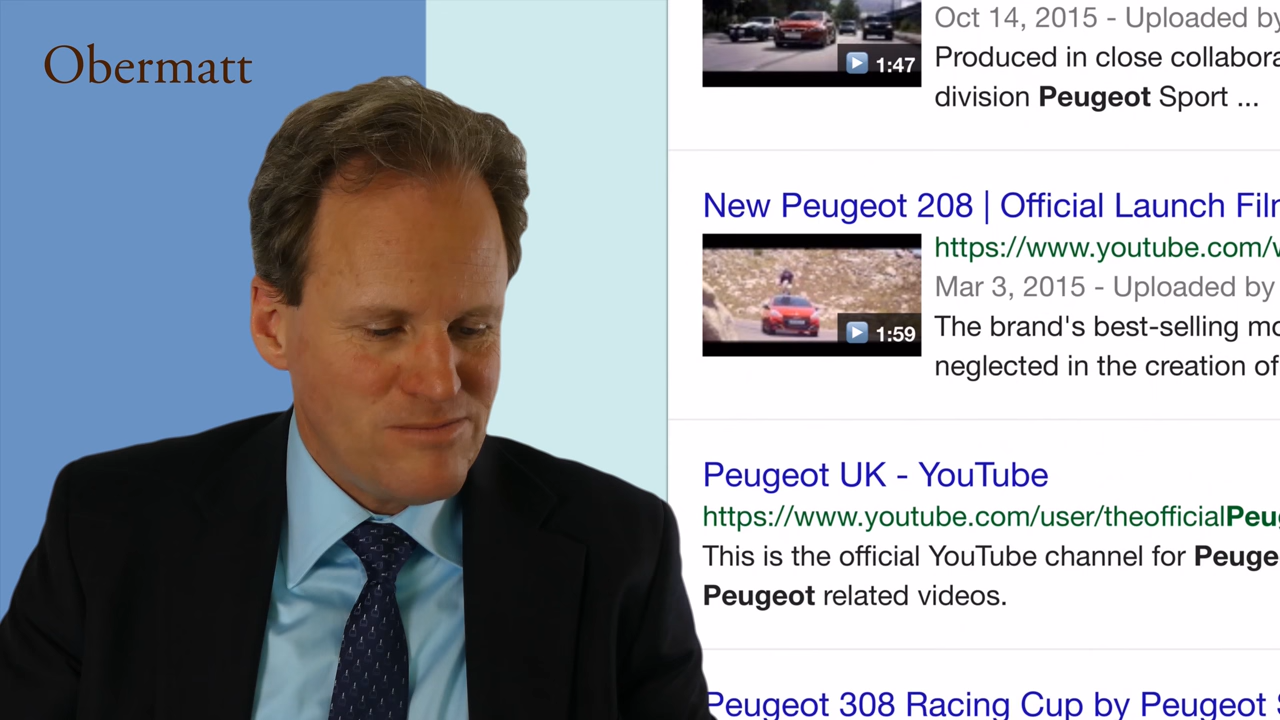 Obermatt
1:47
Oct 14, 2015 - Uploaded by
Produced in close collabora
division Peugeot Sport ...
New Peugeot 208 | Official Launch Film
1:59
https://www.youtube.com/v
Mar 3, 2015 - Uploaded by
The brand's best-selling mo
neglected in the creation of
Peugeot UK - YouTube
https://www.youtube.com/user/theofficialPeug
This is the official YouTube channel for Peuge
Peugeot related videos.
Peugeot 308 Racing Cup by Peugeot S